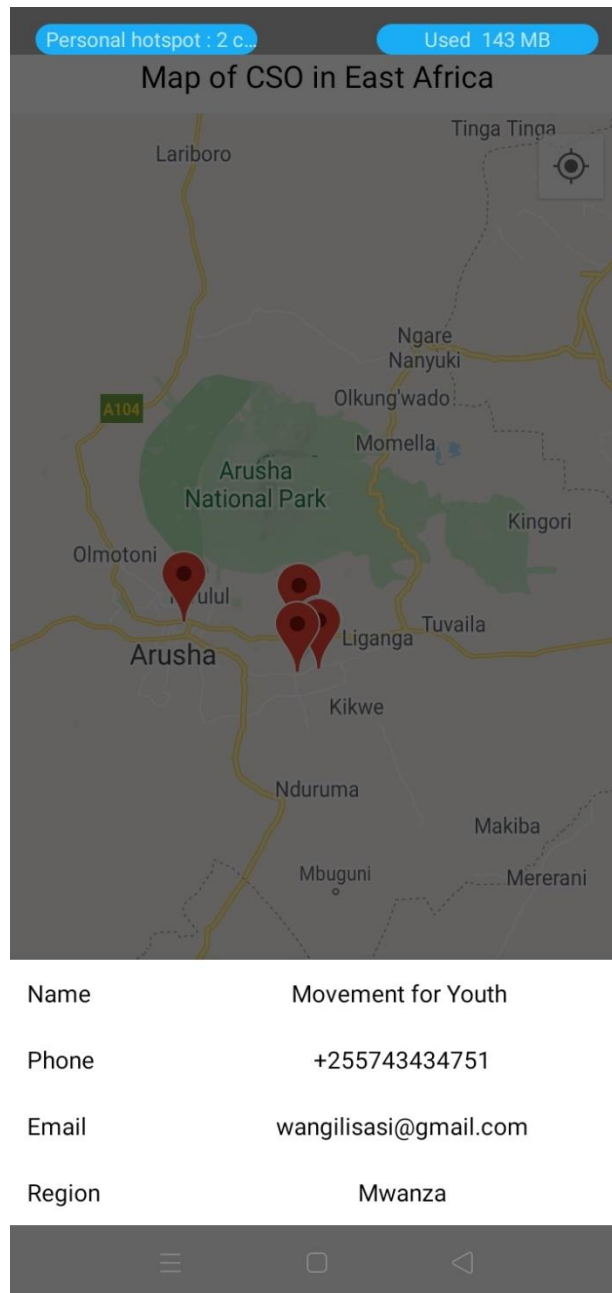 Personal hotspot : 2 c...
Used 143 MB
Map of CSO in East Africa
Tinga Tinga
Lariboro
Ngare
Nanyuki
Olkung'wado
A104
Momella
Arusha
National Park
Kingori
Olmotoni
ulul
Tuvaila
Liganga
Arusha
Kikwe
Nduruma
Makiba
Mbuguni
Mererani
Name Movement for Youth
Phone +255743434751
Email wangilisasi@gmail.com
Region Mwanza